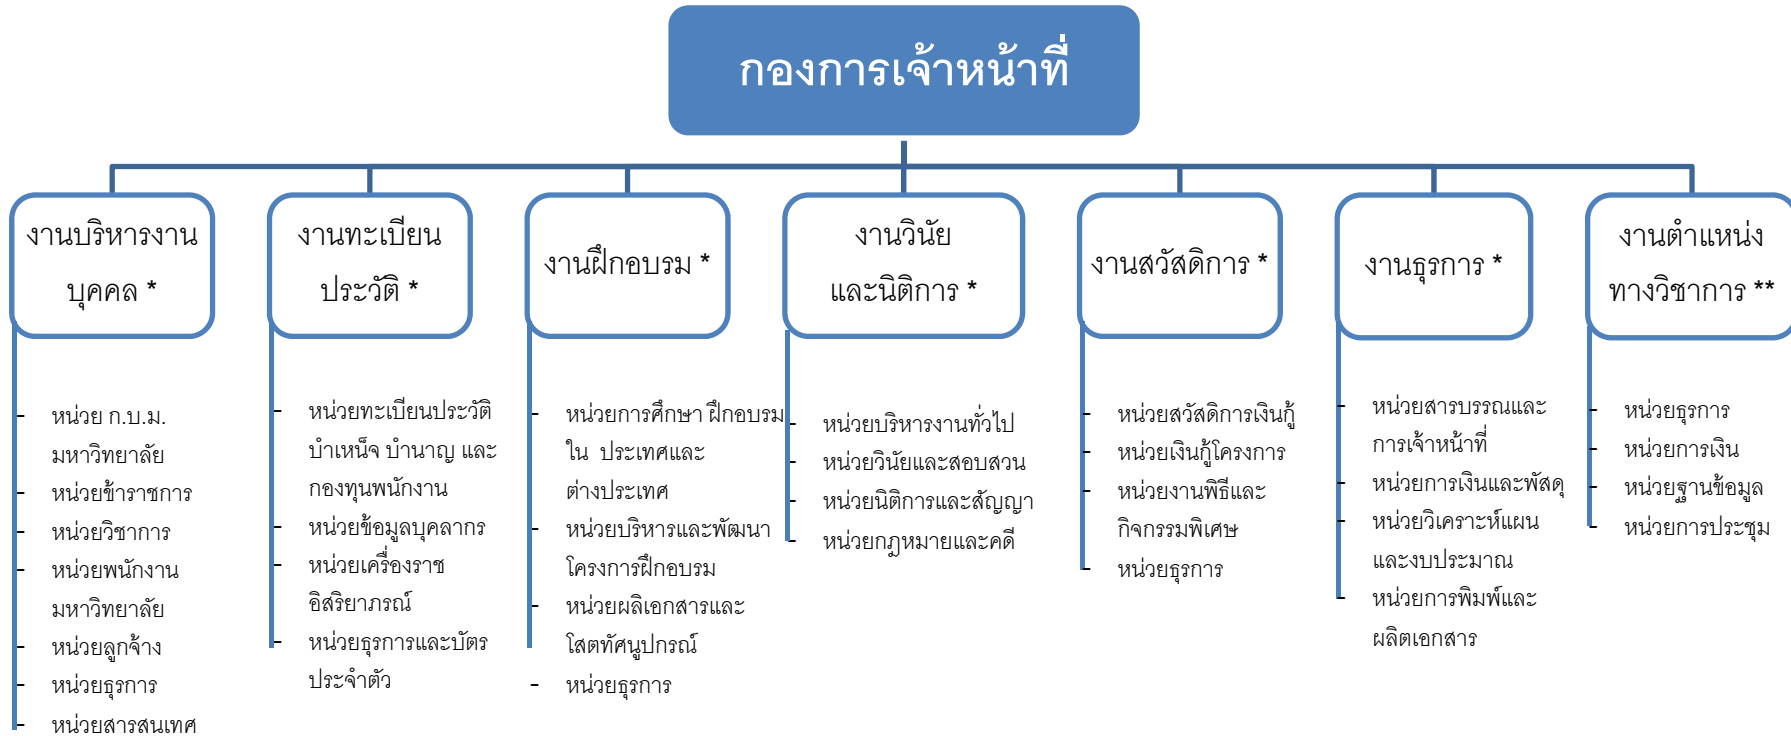 กองการเจ้าหน้าที่
งานบริหารงาน
บุคคล *
- หน่วย ก.บ.ม.
มหาวิทยาลัย
- หน่วยข้าราชการ
- หน่วยวิชาการ
- หน่วยพนักงาน
มหาวิทยาลัย
- หน่วยลูกจ้าง
- หน่วยธุรการ
- หน่วยสารสนเทศ
งานทะเบียน
ประวัติ *
- หน่วยทะเบียนประวัติ
บำเหน็จ บำนาญ และ
กองทุนพนักงาน
- หน่วยข้อมูลบุคลากร
- หน่วยเครื่องราช
อิสริยาภรณ์
- หน่วยธุรการและบัตร
ประจำตัว
งานฝึกอบรม *
- หน่วยการศึกษา ฝึกอบรม
ใน ประเทศและ
ต่างประเทศ
- หน่วยบริหารและพัฒนา
โครงการฝึกอบรม
- หน่วยผลิเอกสารและ
โสตทัศนูปกรณ์
- หน่วยธุรการ
งานวินัย
และนิติการ *
- หน่วยบริหารงานทั่วไป
- หน่วยวินัยและสอบสวน
- หน่วยนิติการและสัญญา
- หน่วยกฎหมายและคดี
งานสวัสดิการ *
- หน่วยสวัสดิการเงินกู้
- หน่วยเงินกู้โครงการ
- หน่วยงานพิธีและ
กิจกรรมพิเศษ
- หน่วยธุรการ
งานธุรการ *
- หน่วยสารบรรณและ
การเจ้าหน้าที่
- หน่วยการเงินและพัสดุ
- หน่วยวิเคราะห์แผน
และงบประมาณ
- หน่วยการพิมพ์และ
ผลิตเอกสาร
งานตำแหน่ง
ทางวิชาการ **
- หน่วยธุรการ
- หน่วยการเงิน
- หน่วยฐานข้อมูล
- หน่วยการประชุม